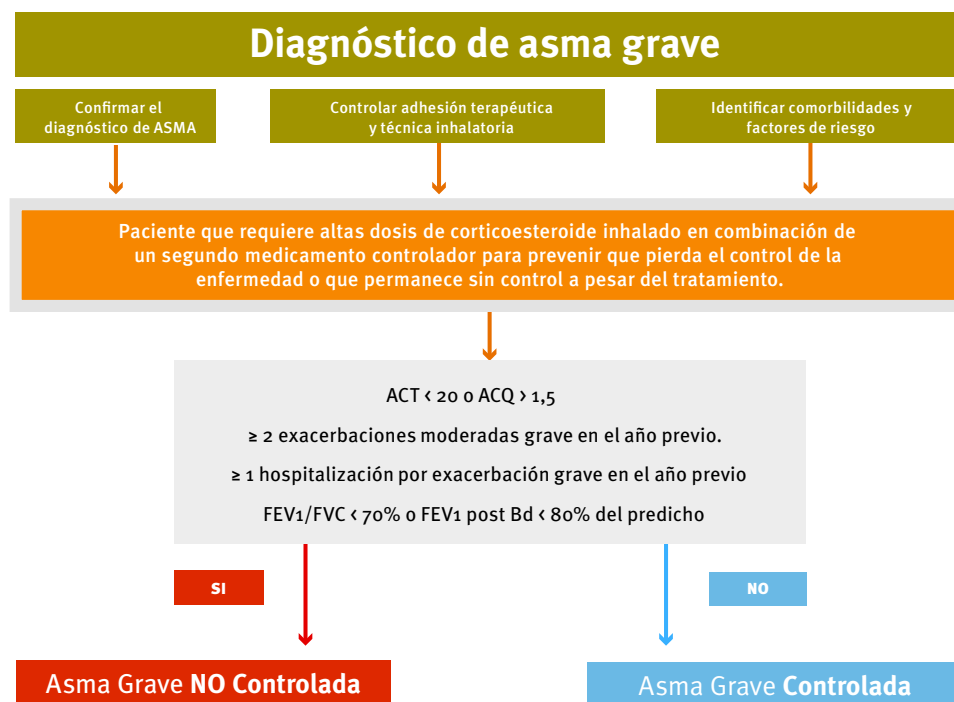 Diagnóstico de asma grave
Confirmar el
diagnóstico de ASMA
Controlar adhesión terapéutica
y técnica inhalatoria
Identificar comorbilidades y
factores de riesgo
Paciente que requiere altas dosis de corticoesteroide inhalado en combinación de
un segundo medicamento controlador para prevenir que pierda el control de la
enfermedad o que permanece sin control a pesar del tratamiento.
ACT < 20 o ACQ > 1,5
≥ 2 exacerbaciones moderadas grave en el año previo.
≥ 1 hospitalización por exacerbación grave en el año previo
FEV1/FVC < 70% o FEV1 post Bd < 80% del predicho
SI
NO
Asma Grave NO Controlada
Asma Grave Controlada